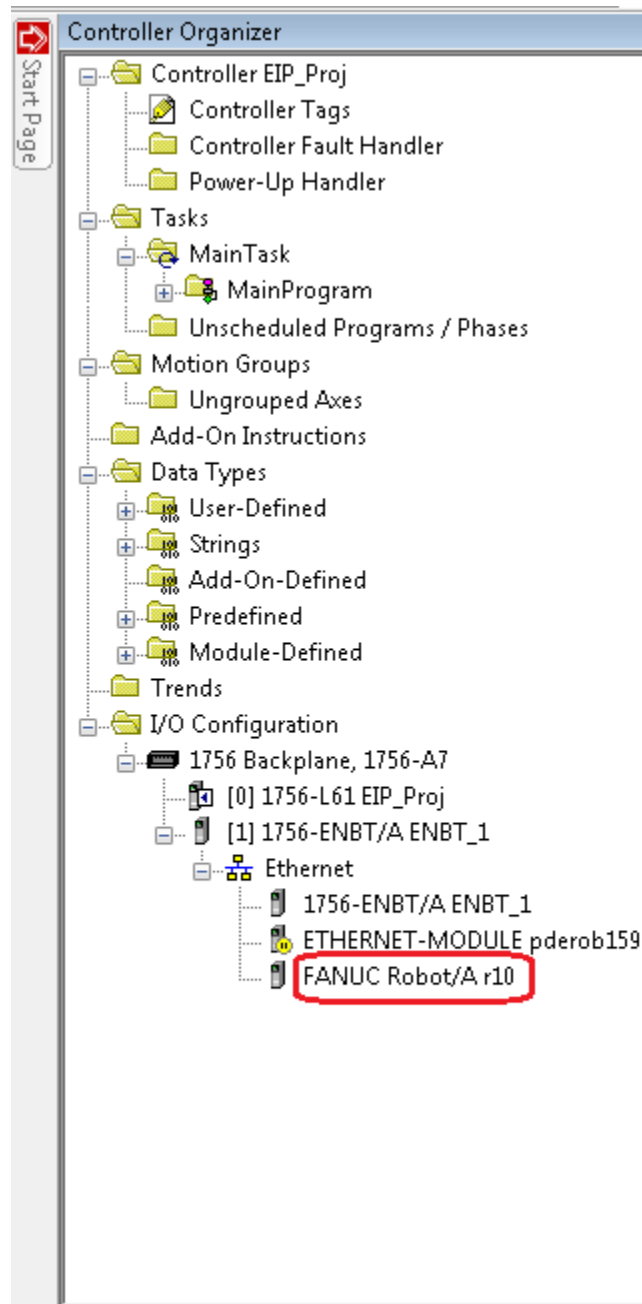 Controller Organizer
Start Page
Controller EIP_Proj
Controller Tags
Controller Fault Handler
Power-Up Handler
Tasks
MainTask
MainProgram
Unscheduled Programs / Phases
Motion Groups
Ungrouped Axes
Add-On Instructions
Data Types
User-Defined
Strings
Add-On-Defined
Predefined
Module-Defined
Trends
I/O Configuration
1756 Backplane, 1756-A7
[0] 1756-L61 EIP_Proj
[1] 1756-ENBT/A ENBT_1
Ethernet
1756-ENBT/A ENBT_1
ETHERNET-MODULE pderob159
FANUC Robot/A r10